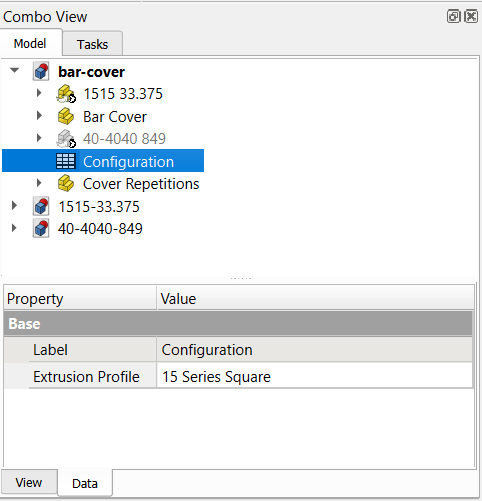 Combo View
Model Tasks
bar-cover
1515 33.375
Bar Cover
40-4040 849
Configuration
Cover Repetitions
1515-33.375
40-4040-849
Property Value
Base
Label Configuration
Extrusion Profile 15 Series Square
View Data